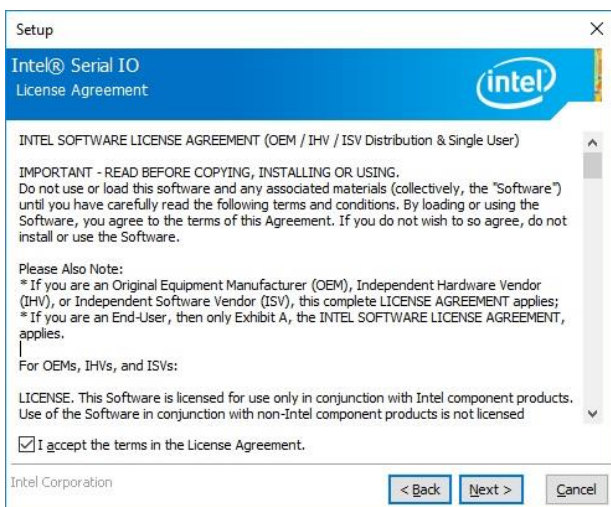 Setup
Intel® Serial IO
License Agreement
intel
INTEL SOFTWARE LICENSE AGREEMENT (OEM / IHV / ISV Distribution & Single User)
IMPORTANT - READ BEFORE COPYING, INSTALLING OR USING.
Do not use or load this software and any associated materials (collectively, the "Software")
until you have carefully read the following terms and conditions. By loading or using the
Software, you agree to the terms of this Agreement. If you do not wish to so agree, do not
install or use the Software.
Please Also Note:
* If you are an Original Equipment Manufacturer (OEM), Independent Hardware Vendor
(IHV), or Independent Software Vendor (ISV), this complete LICENSE AGREEMENT applies;
* If you are an End-User, then only Exhibit A, the INTEL SOFTWARE LICENSE AGREEMENT,
applies.
For OEMs, IHVs, and ISVs:
LICENSE. This Software is licensed for use only in conjunction with Intel component products.
Use of the Software in conjunction with non-Intel component products is not licensed
I accept the terms in the License Agreement.
Intel Corporation
< Back Next > Cancel